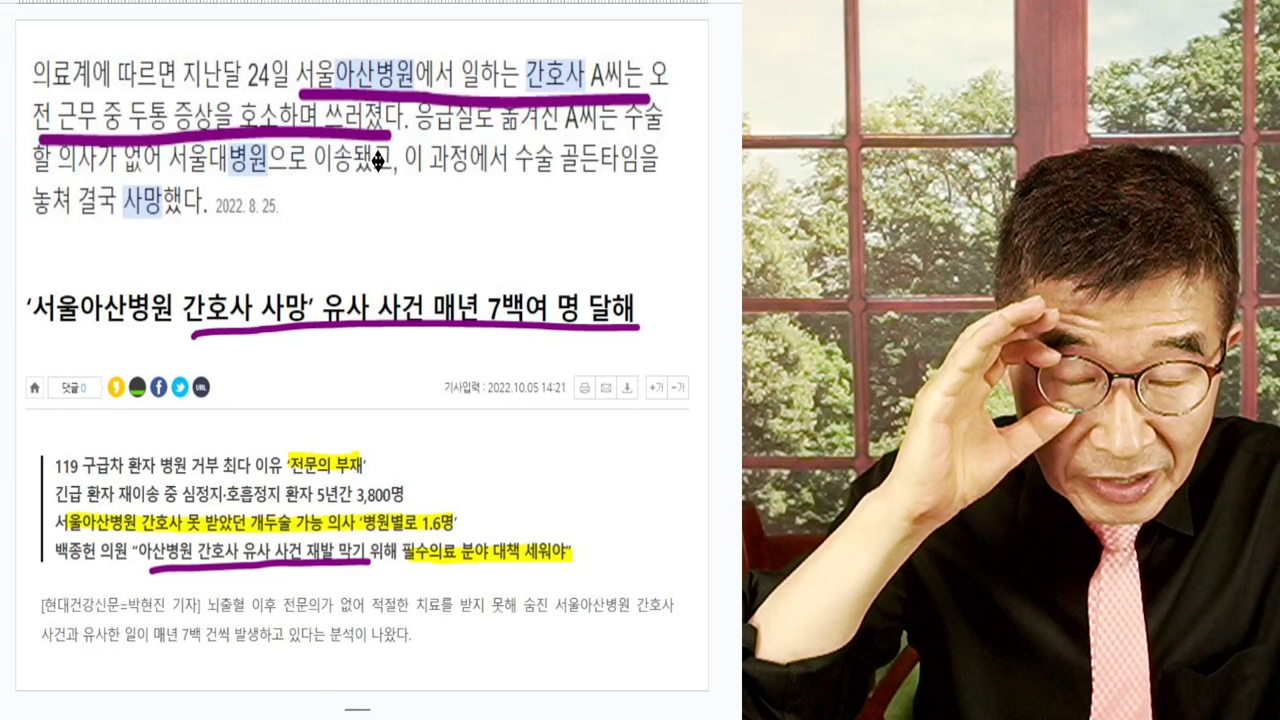 의료계에 따르면 지난달 24일 서울아산병원에서 일하는 간호사 A씨는 오
전 근무 중 두통 증상을 호소하며 쓰러졌다. 응급실로 옮겨진 A씨는 수술
할 의사가 없어 서울대병원으로 이송됐고, 이 과정에서 수술 골든타임을
놓쳐 결국 사망했다. 2022. 8. 25.
‘서울아산병원 간호사 사망’ 유사 사건 매년 7백여 명 달해
댓글 0
URL
기사입력 : 2022.10.05 14:21
+가 -가
119 구급차 환자 병원 거부 최다 이유 ‘전문의 부재’
긴급 환자 재이송 중 심정지·호흡정지 환자 5년간 3,800명
서울아산병원 간호사 못 받았던 개두술 가능 의사 ‘병원별로 1.6명’
백종헌 의원 “아산병원 간호사 유사 사건 재발 막기 위해 필수의료 분야 대책 세워야”
[현대건강신문=박현진 기자] 뇌출혈 이후 전문의가 없어 적절한 치료를 받지 못해 숨진 서울아산병원 간호사
사건과 유사한 일이 매년 7백 건씩 발생하고 있다는 분석이 나왔다.